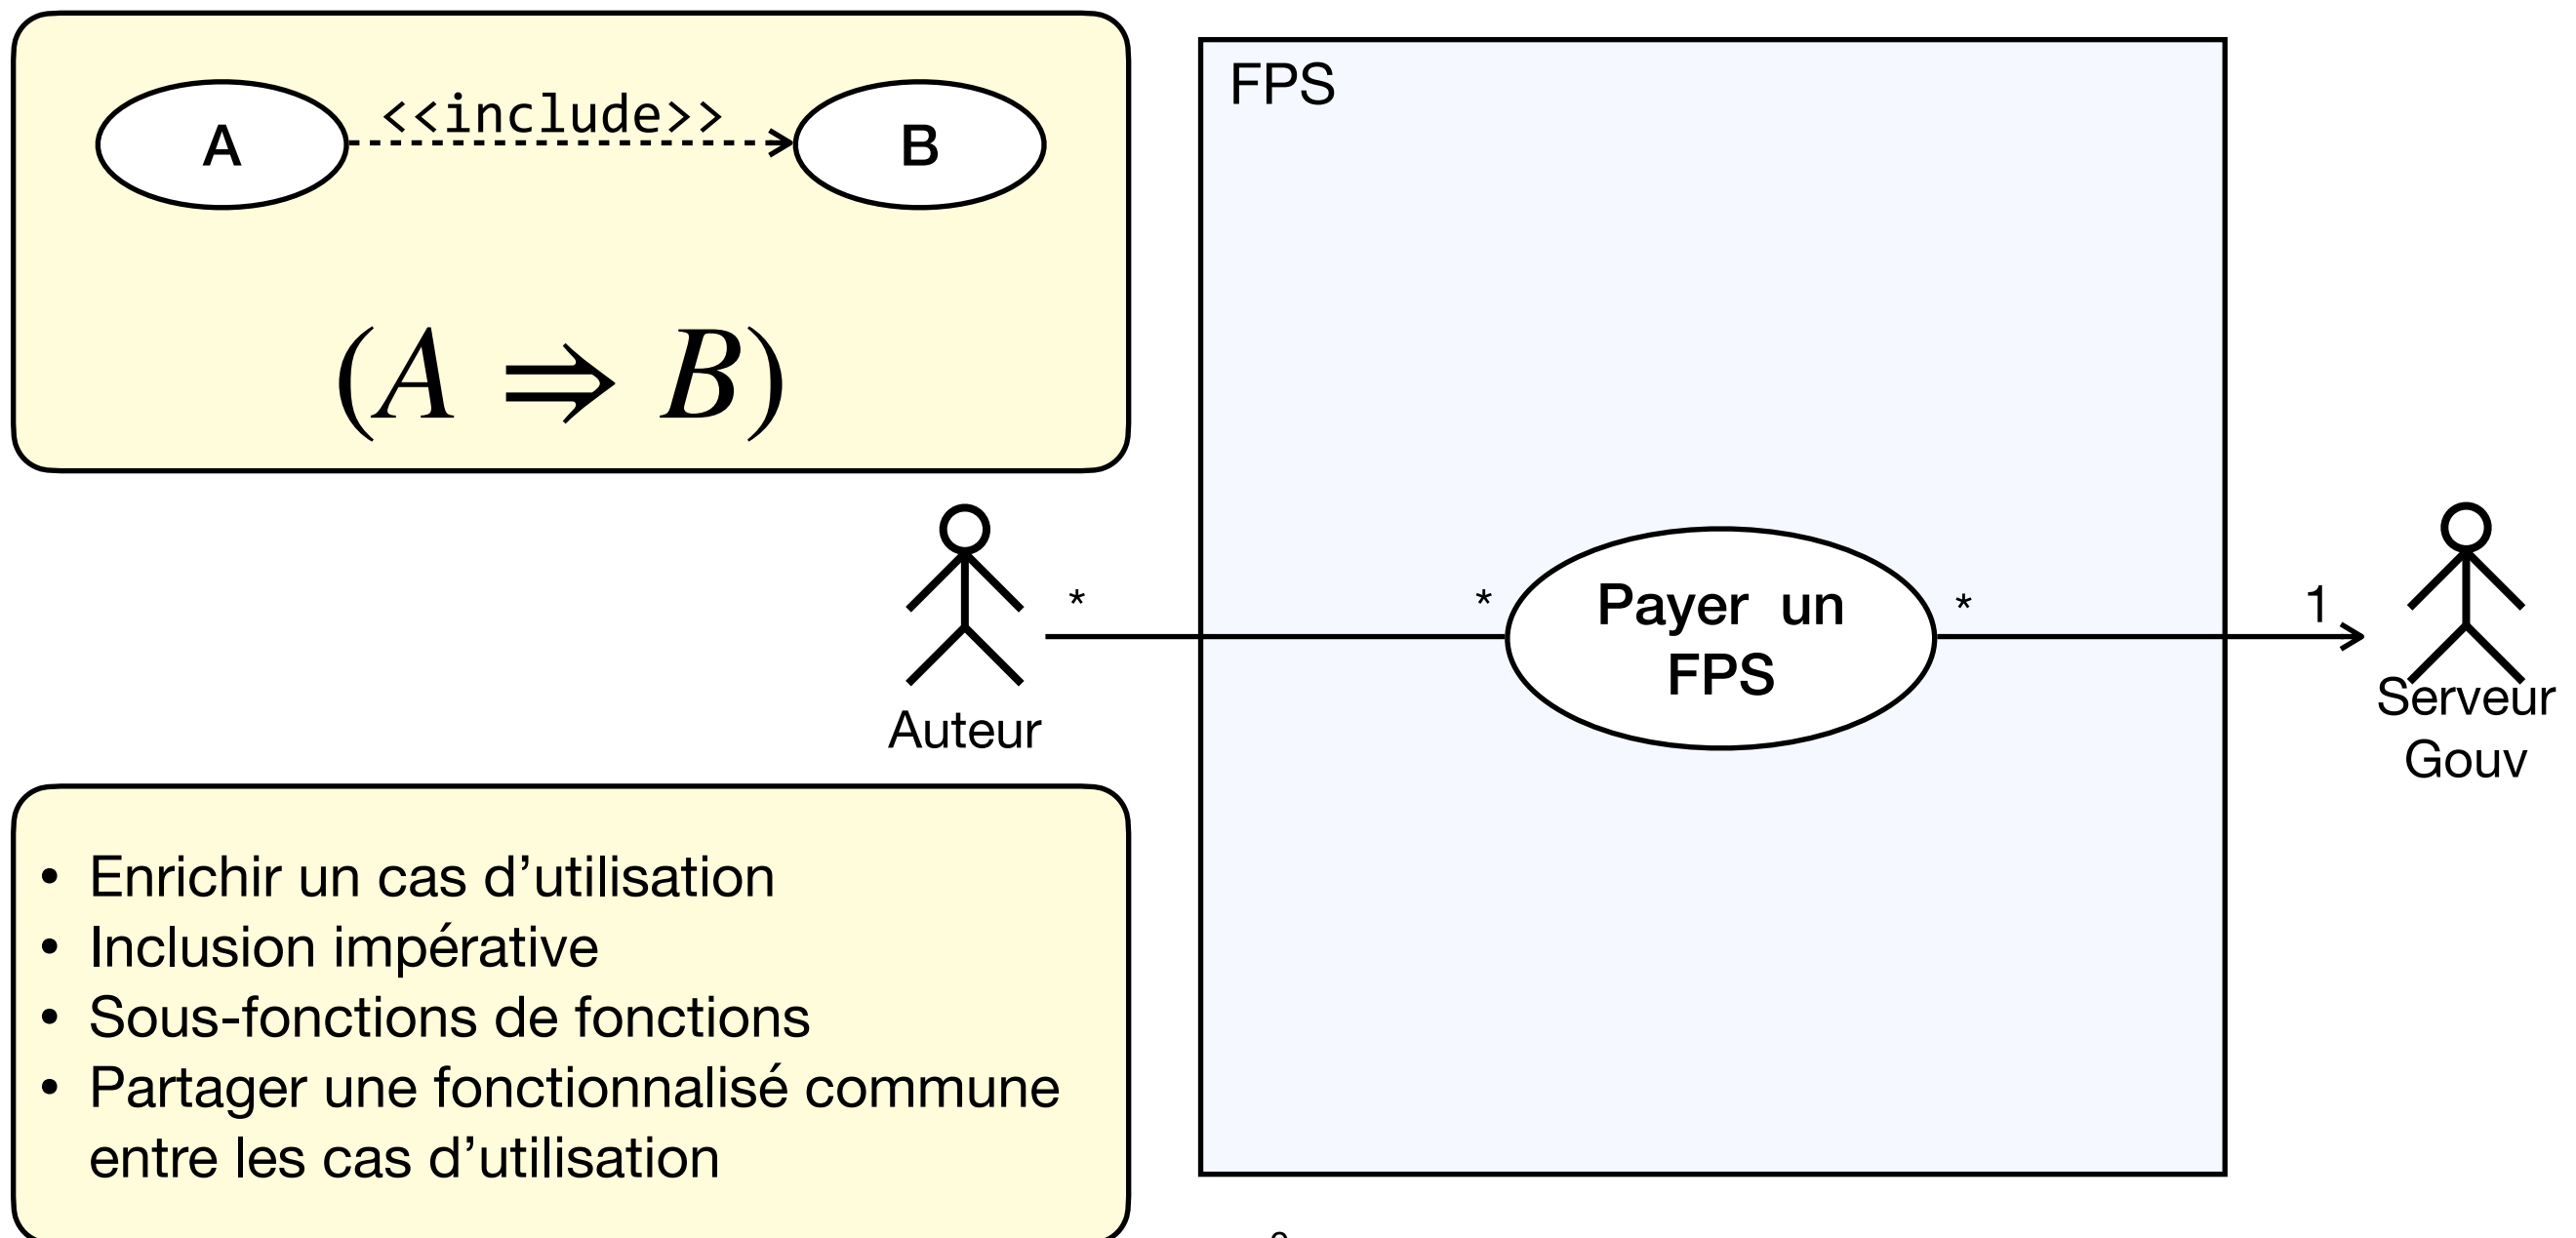 <<include>>
A
B
(A ⇒ B)
FPS
Auteur
*
*
Payer un
FPS
*
1
Serveur
Gouv
• Enrichir un cas d’utilisation
• Inclusion impérative
• Sous-fonctions de fonctions
• Partager une fonctionnalisé commune
entre les cas d’utilisation